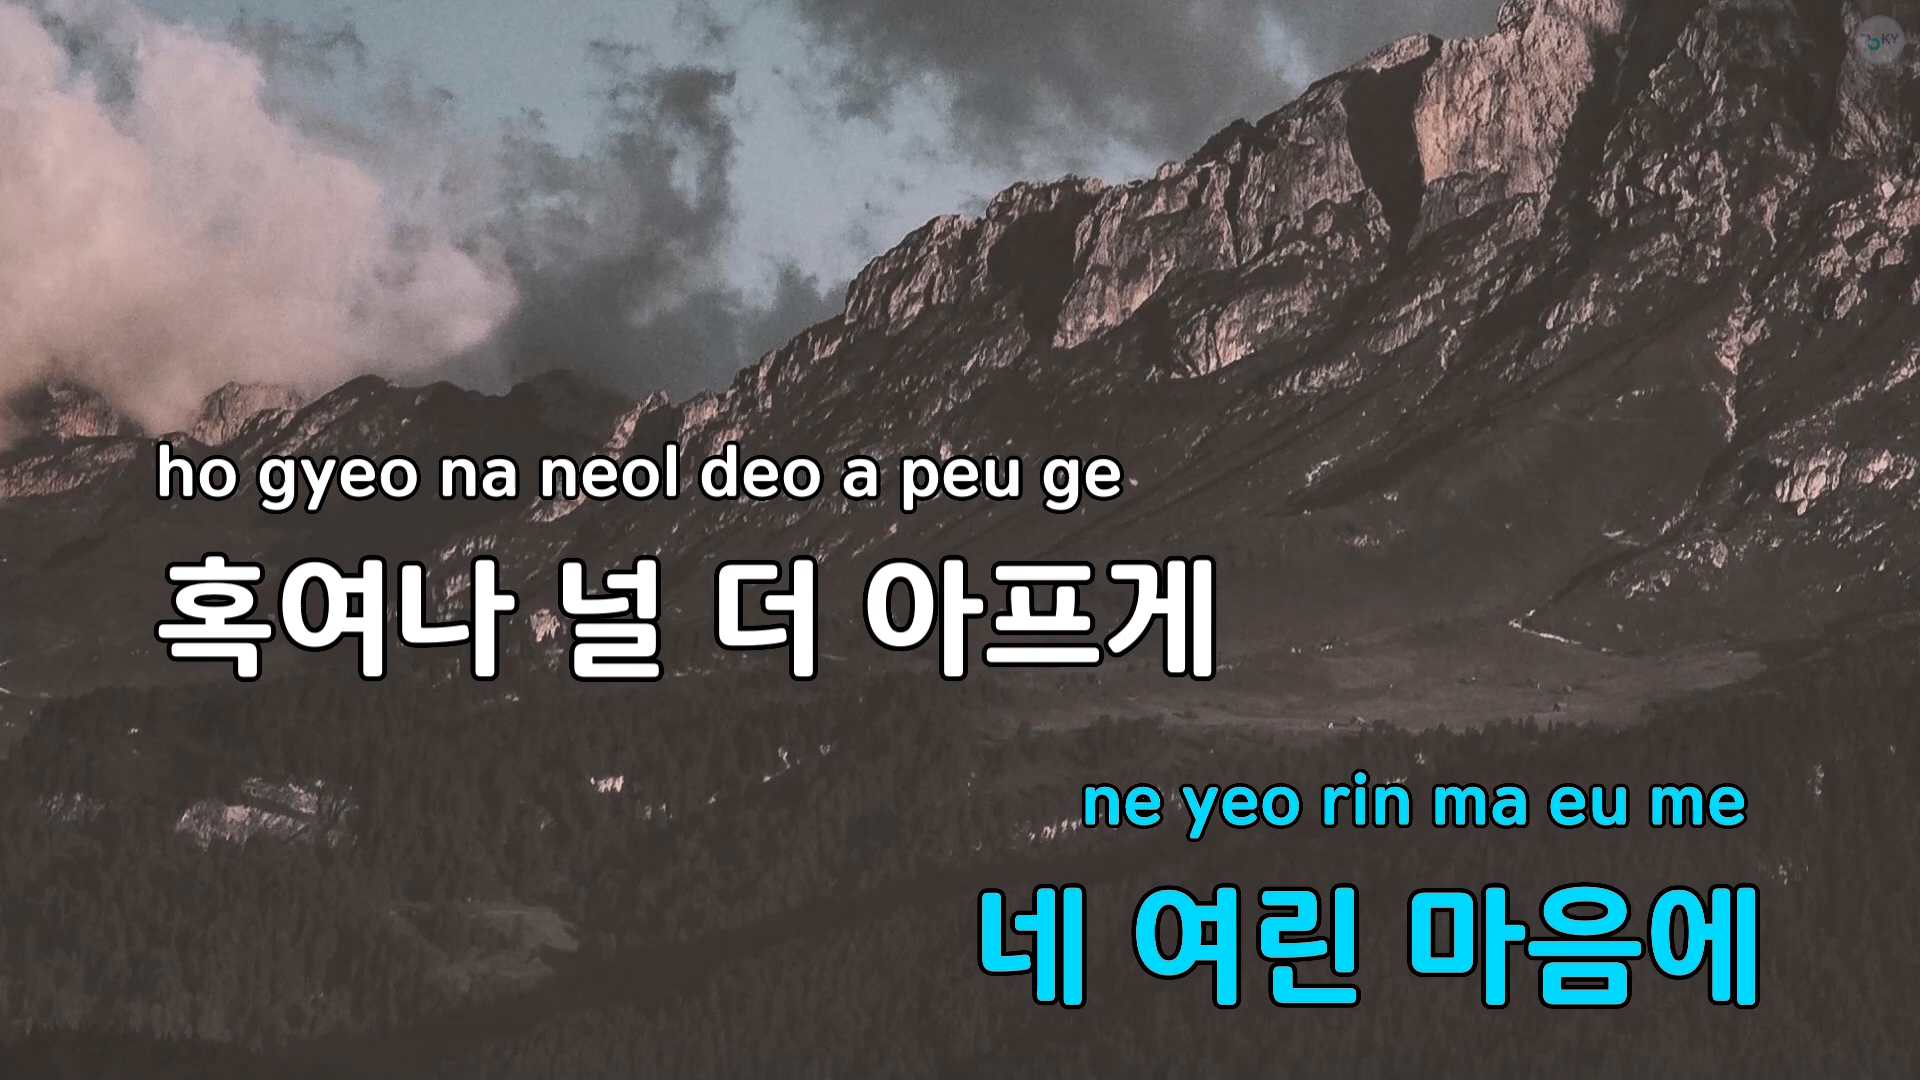 KY
ho gyeo na neol deo a peu ge
혹여나 널 더 아프게
ne yeo rin ma eu me
네 여린 마음에